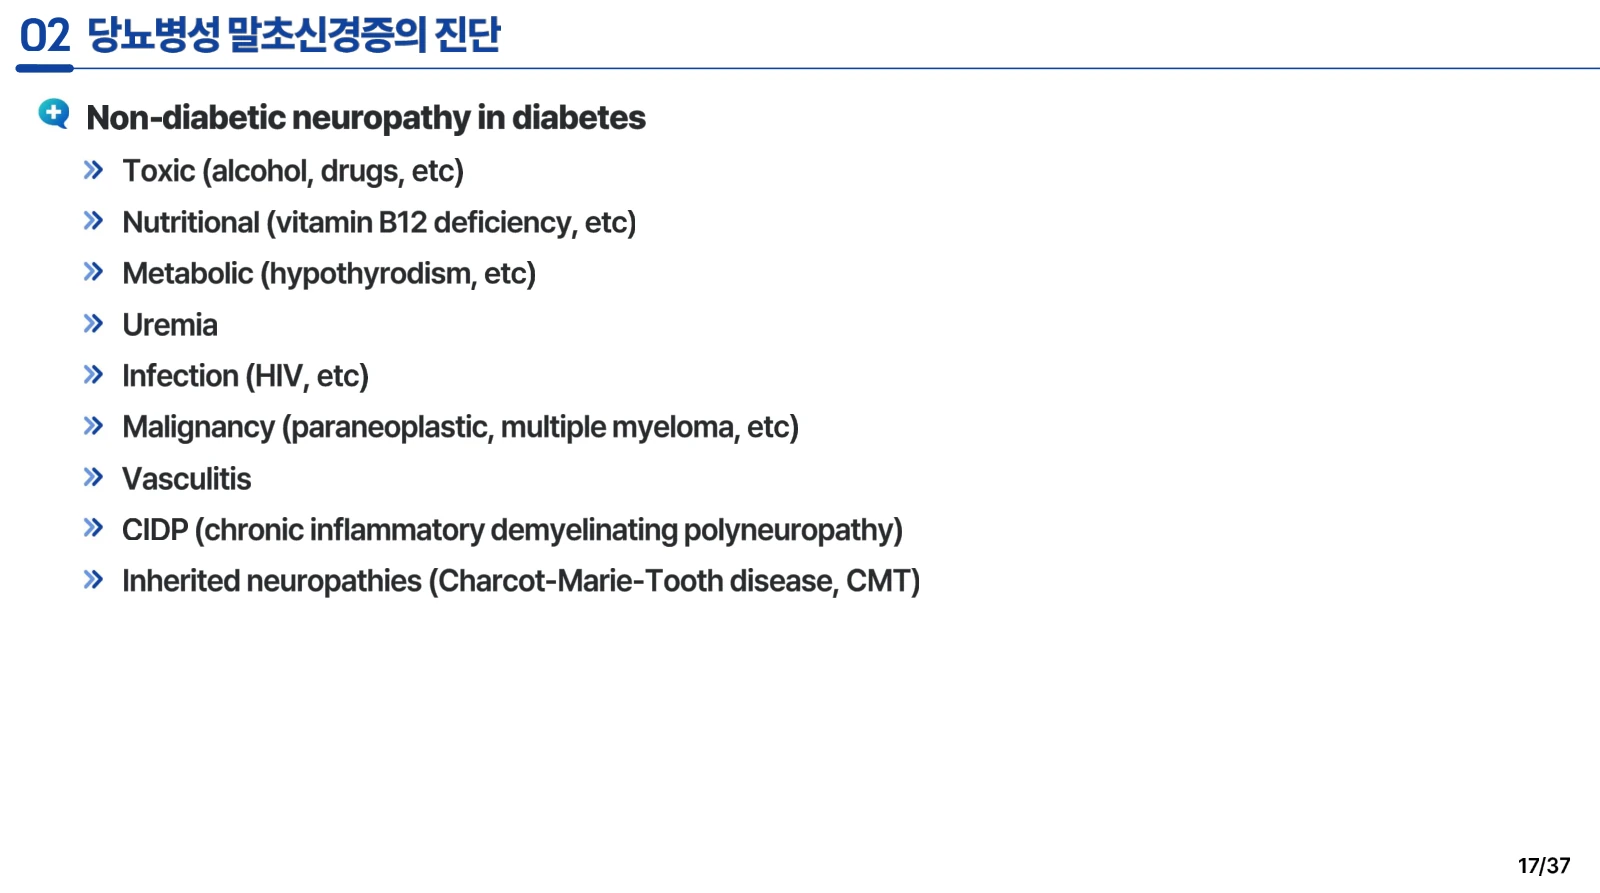 02 당뇨병성 말초신경증의 진단
Non-diabetic neuropathy in diabetes
Toxic (alcohol, drugs, etc)
Nutritional (vitamin B12 deficiency, etc)
Metabolic (hypothyrodism, etc)
Uremia
Infection (HIV, etc)
Malignancy (paraneoplastic, multiple myeloma, etc)
Vasculitis
CIDP (chronic inflammatory demyelinating polyneuropathy)
Inherited neuropathies (Charcot-Marie-Tooth disease, CMT)
17/37